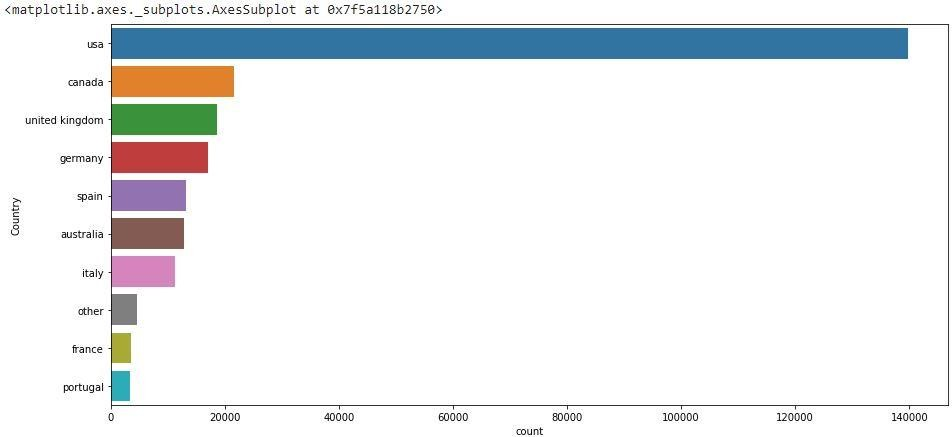 <matplotlib.axes._subplots.AxesSubplot at 0x7f5a118b2750>
usa
canada
united kingdom
germany
spain
australia
italy
other
france
portugal
Country
0 20000 40000 60000 80000 100000 120000 140000
count